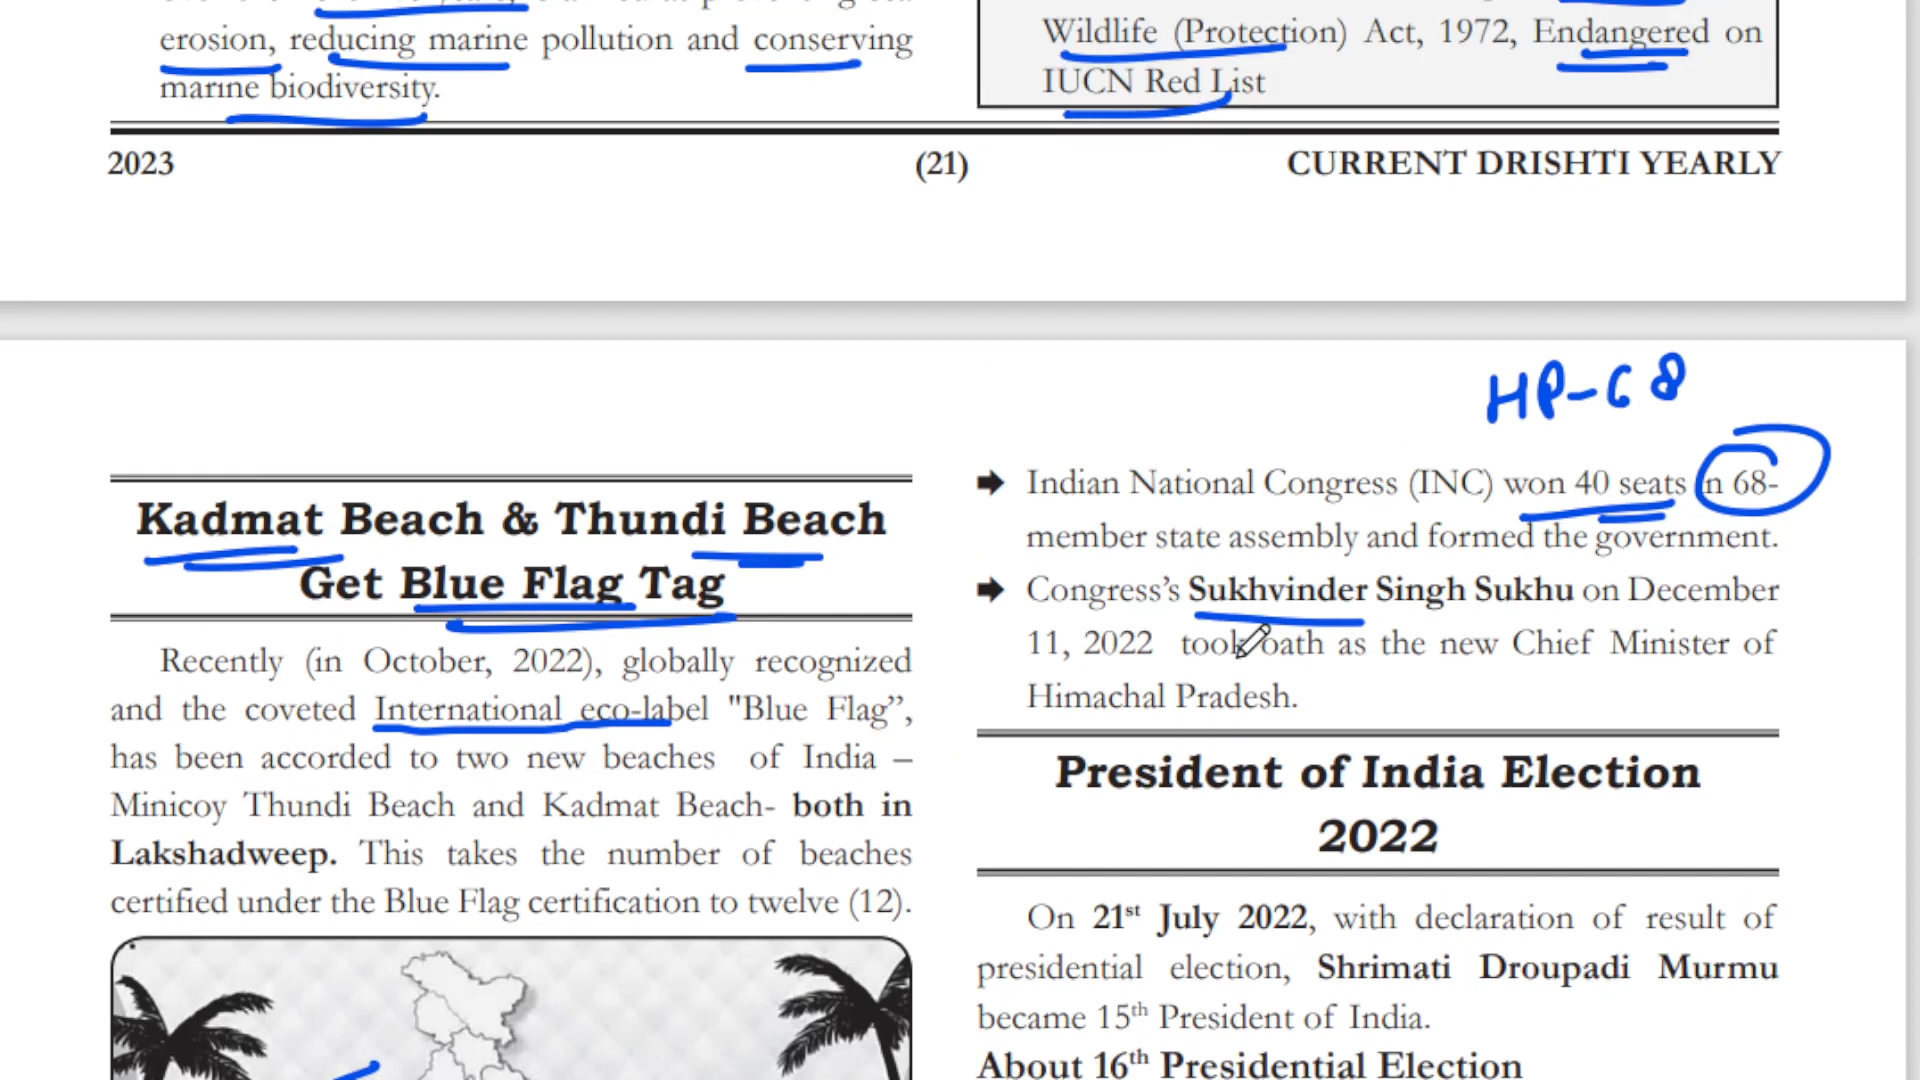 erosion, reducing marine pollution and conserving
marine biodiversity.
Wildlife (Protection) Act, 1972, Endangered on
IUCN Red List
2023 (21) CURRENT DRISHTI YEARLY
Kadmat Beach & Thundi Beach
Get Blue Flag Tag
Recently (in October, 2022), globally recognized
and the coveted International eco-label "Blue Flag”,
has been accorded to two new beaches of India –
Minicoy Thundi Beach and Kadmat Beach- both in
Lakshadweep. This takes the number of beaches
certified under the Blue Flag certification to twelve (12).
HP-68
Indian National Congress (INC) won 40 seats in 68-
member state assembly and formed the government.
Congress’s Sukhvinder Singh Sukhu on December
11, 2022 took oath as the new Chief Minister of
Himachal Pradesh.
President of India Election
2022
On 21st July 2022, with declaration of result of
presidential election, Shrimati Droupadi Murmu
became 15th President of India.
About 16th Presidential Election